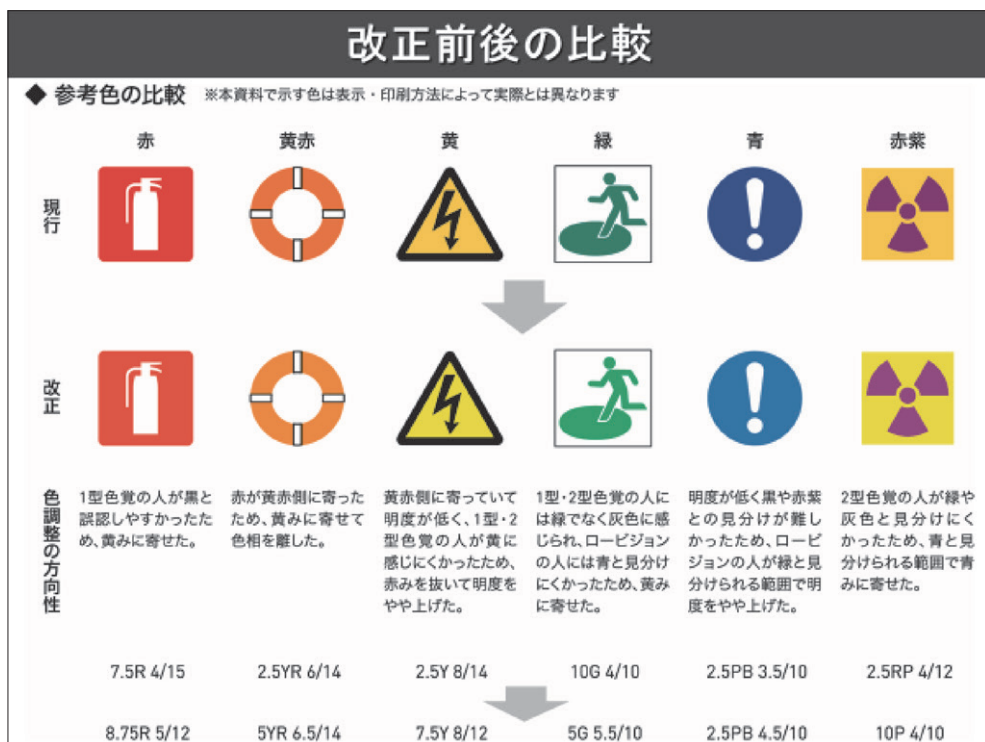 改正前後の比較
◆ 参考色の比較 ※本資料で示す色は表示・印刷方法によって実際とは異なります
赤 黄赤 黄 緑 青 赤紫
現行
改正
色調整の方向性
1型色覚の人が黒と
誤認しやすかったた
め、黄みに寄せた。
赤が黄赤側に寄った
ため、黄みに寄せて
色相を離した。
黄赤側に寄っていて
明度が低く、1型・2
型色覚の人が黄に
感じにくかったため、
赤みを抜いて明度を
やや上げた。
1型・2型色覚の人に
は緑でなく灰色に感
じられ、ロービジョン
の人には青と見分け
にくかったため、黄み
に寄せた。
明度が低く黒や赤紫
との見分けが難し
かったため、ロービ
ジョンの人が緑と見
分けられる範囲で明
度をやや上げた。
2型色覚の人が緑や
灰色と見分けにく
かったため、青と見
分けられる範囲で青
みに寄せた。
7.5R 4/15 2.5YR 6/14 2.5Y 8/14 10G 4/10 2.5PB 3.5/10 2.5RP 4/12
8.75R 5/12 5YR 6.5/14 7.5Y 8/12 5G 5.5/10 2.5PB 4.5/10 10P 4/10